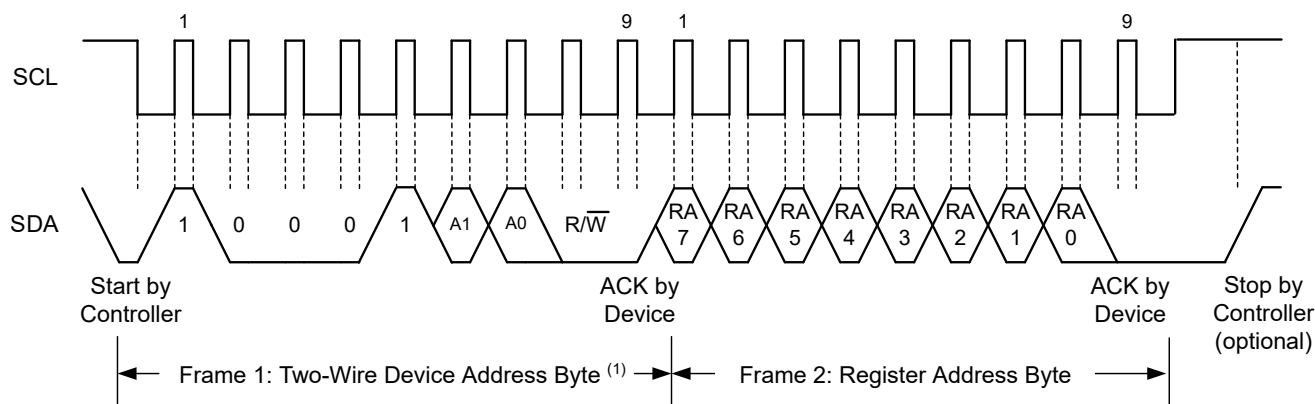 1 9 1 9
SCL
SDA
1 0 0 0 1 A1 A0 R/W̅ RA RA RA RA RA RA RA RA
7 6 5 4 3 2 1 0
Start by
Controller
ACK by
Device
ACK by
Device
Stop by
Controller
(optional)
Frame 1: Two-Wire Device Address Byte (1)
Frame 2: Register Address Byte